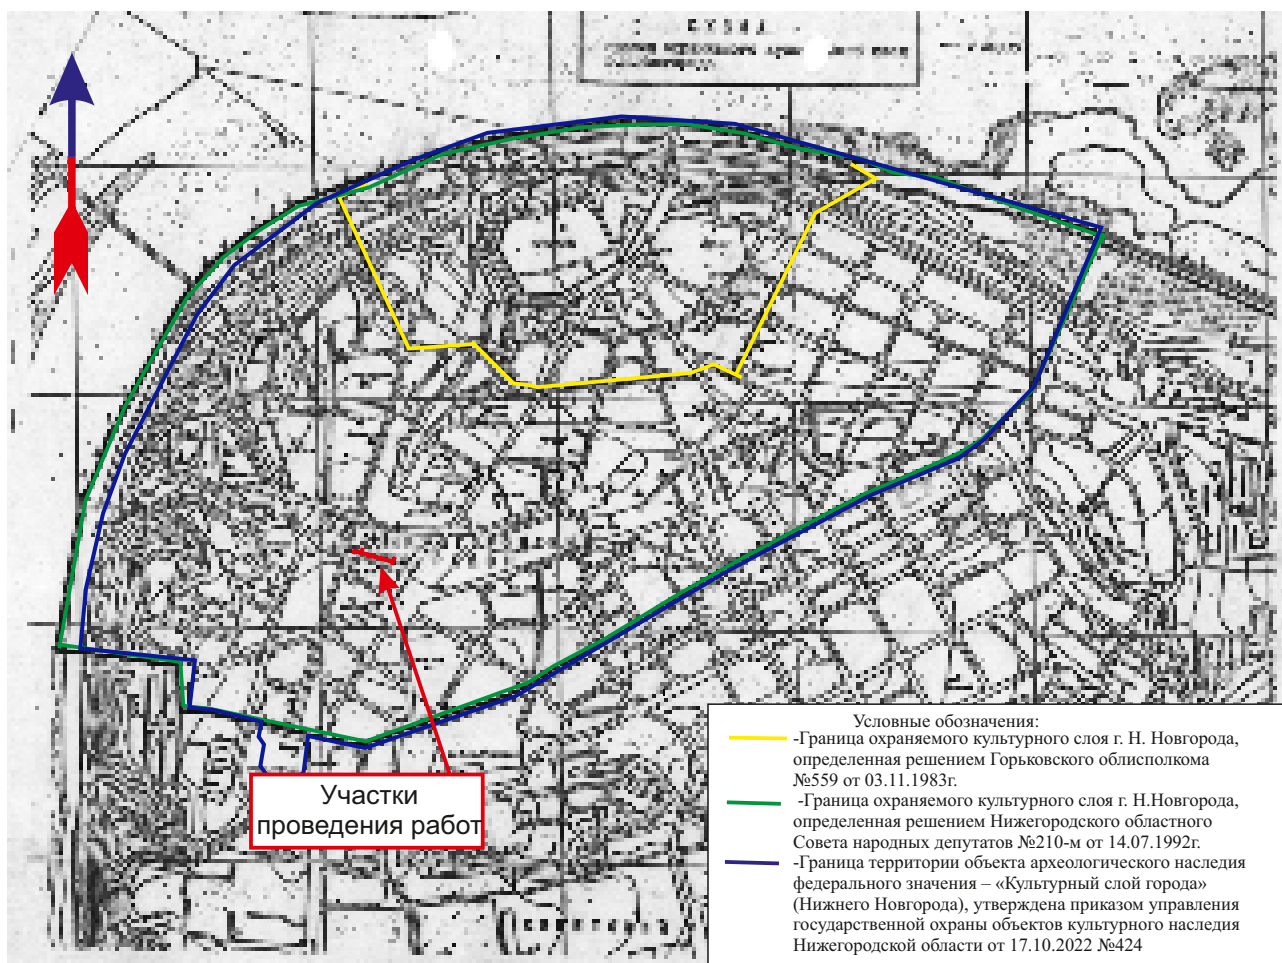 СХЕМА
Участки
проведения работ
Условные обозначения:
-Граница охраняемого культурного слоя г. Н. Новгорода,
определенная решением Горьковского облисполкома
№559 от 03.11.1983г.
-Граница охраняемого культурного слоя г. Н.Новгорода,
определенная решением Нижегородского областного
Совета народных депутатов №210-м от 14.07.1992г.
-Граница территории объекта археологического наследия
федерального значения – «Культурный слой города»
(Нижнего Новгорода), утверждена приказом управления
государственной охраны объектов культурного наследия
Нижегородской области от 17.10.2022 №424